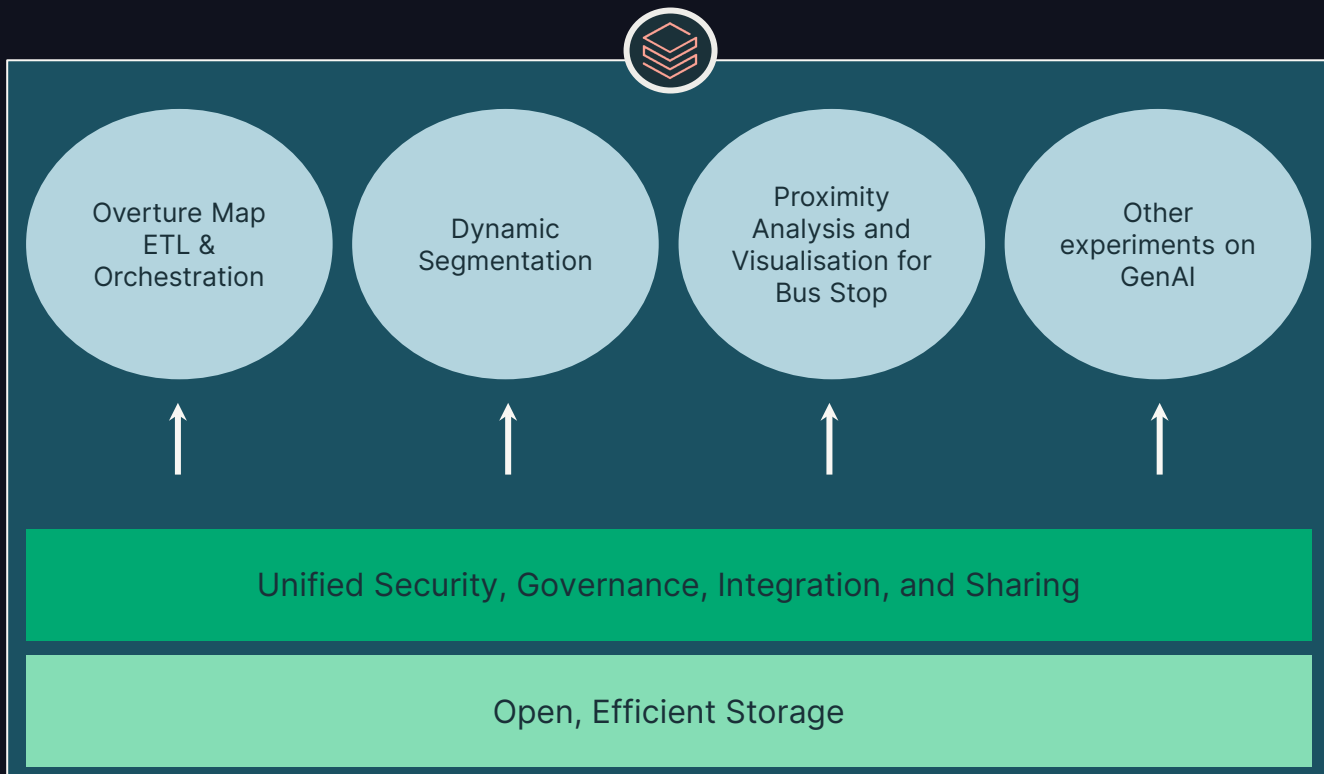 Overture Map
ETL &
Orchestration
Dynamic
Segmentation
Proximity
Analysis and
Visualisation for
Bus Stop
Other
experiments on
GenAI
Unified Security, Governance, Integration, and Sharing
Open, Efficient Storage